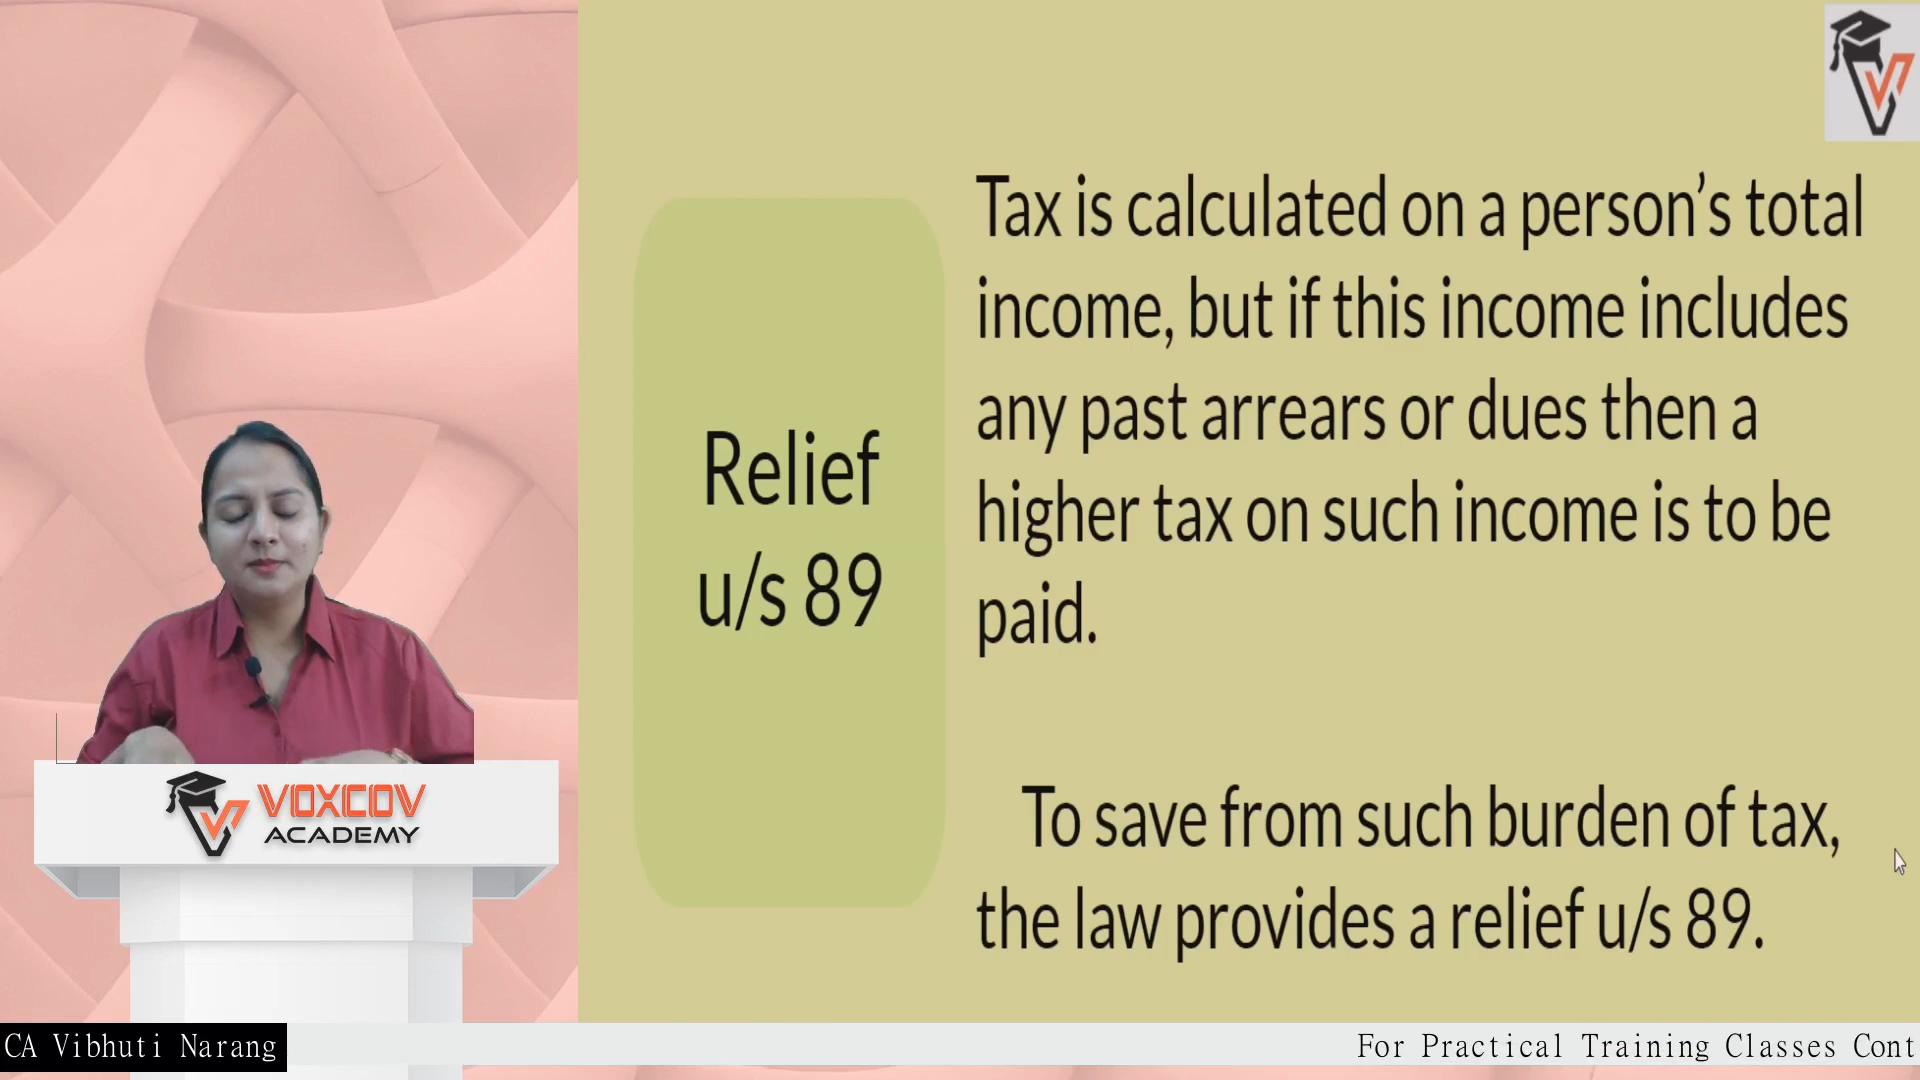 Relief
u/s 89
Tax is calculated on a person’s total
income, but if this income includes
any past arrears or dues then a
higher tax on such income is to be
paid.
To save from such burden of tax,
the law provides a relief u/s 89.
VOXCOV
ACADEMY
CA Vibhuti Narang
For Practical Training Classes Cont